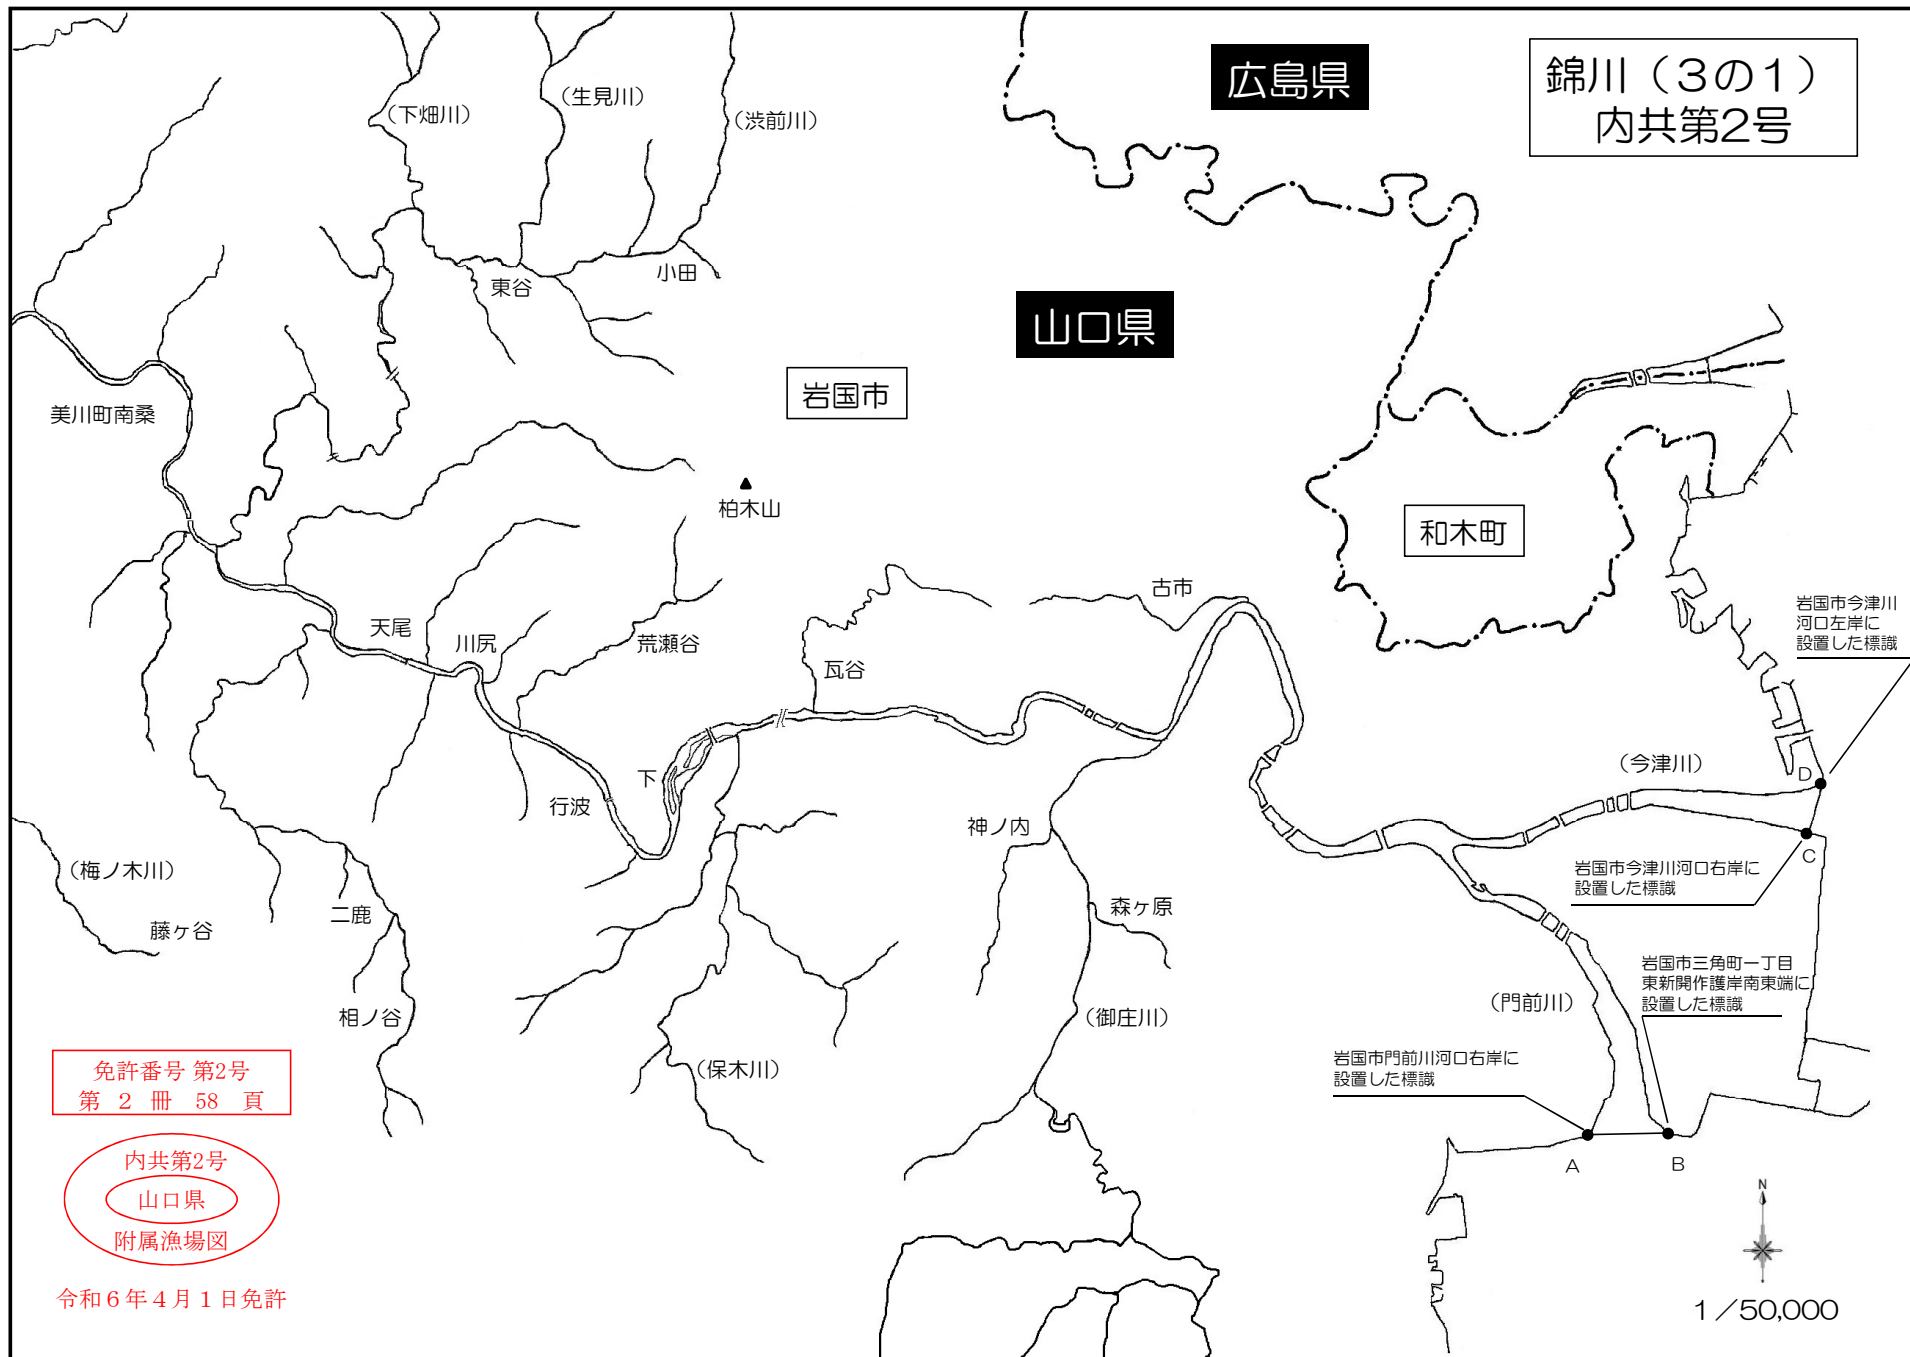 錦川（３の１）
内共第２号
広島県
山口県
岩国市
和木町
（下畑川）
（生見川）
（渋前川）
小田
東谷
美川町南桑
柏木山
古市
天尾
川尻
荒瀬谷
瓦谷
下
行波
神ノ内
森ヶ原
（梅ノ木川）
藤ヶ谷
二鹿
相ノ谷
（保木川）
（御庄川）
（今津川）
（門前川）
岩国市今津川
河口左岸に
設置した標識
D
C
岩国市今津川河口右岸に
設置した標識
岩国市三角町一丁目
東新開作護岸南東端に
設置した標識
岩国市門前川河口右岸に
設置した標識
A
B
N
１／50,000
免許番号 第2号
第 2 冊 58 頁
内共第2号
山口県
附属漁場図
令和６年４月１日免許